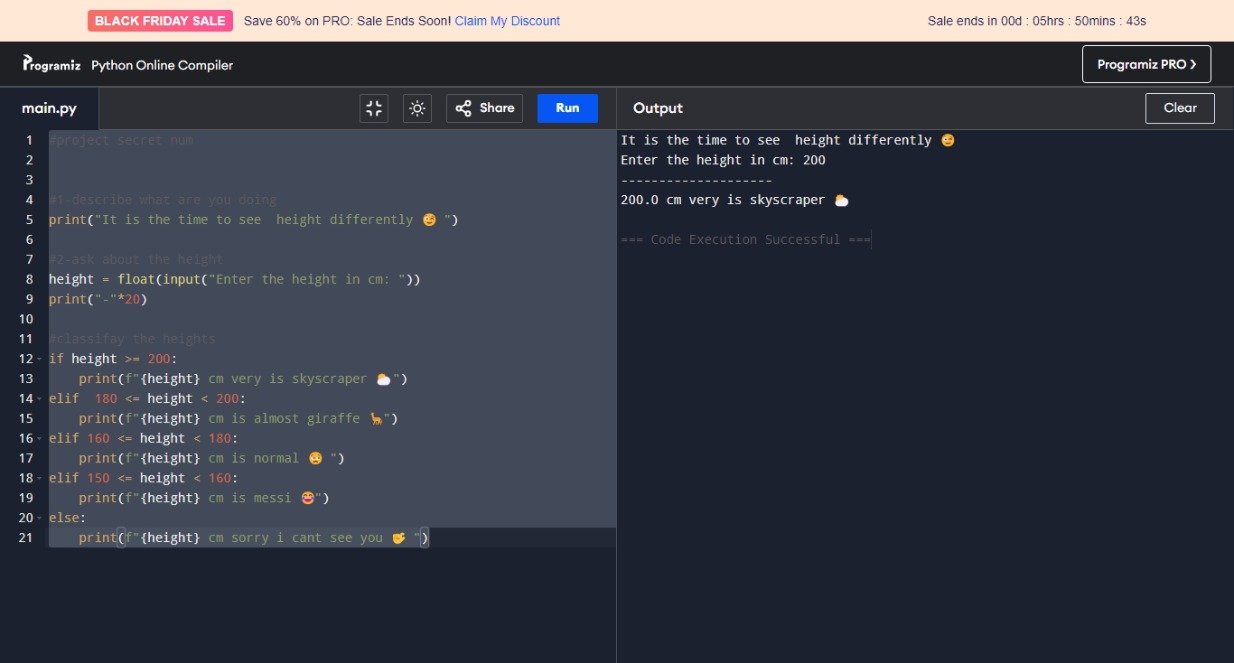 BLACK FRIDAY SALE Save 60% on PRO: Sale Ends Soon! Claim My Discount Sale ends in 00d : 05hrs : 50mins : 43s
Programiz Python Online Compiler Programiz PRO >
main.py Share Run Output Clear
1 #project secret num
2
3
4 #1-describe what are you doing
5 print("It is the time to see  height differently 😉 ")
6
7 #2-ask about the height
8 height = float(input("Enter the height in cm: "))
9 print("-"*20)
10
11 #classifay the heights
12 if height >= 200:
13     print(f"{height} cm very is skyscraper 🌥️")
14 elif  180 <= height < 200:
15     print(f"{height} cm is almost giraffe 🦒")
16 elif 160 <= height < 180:
17     print(f"{height} cm is normal 😳 ")
18 elif 150 <= height < 160:
19     print(f"{height} cm is messi 😂")
20 else:
21     print(f"{height} cm sorry i cant see you 🤏 ")
It is the time to see  height differently 😉
Enter the height in cm: 200
--------------------
200.0 cm very is skyscraper 🌥️
=== Code Execution Successful ===